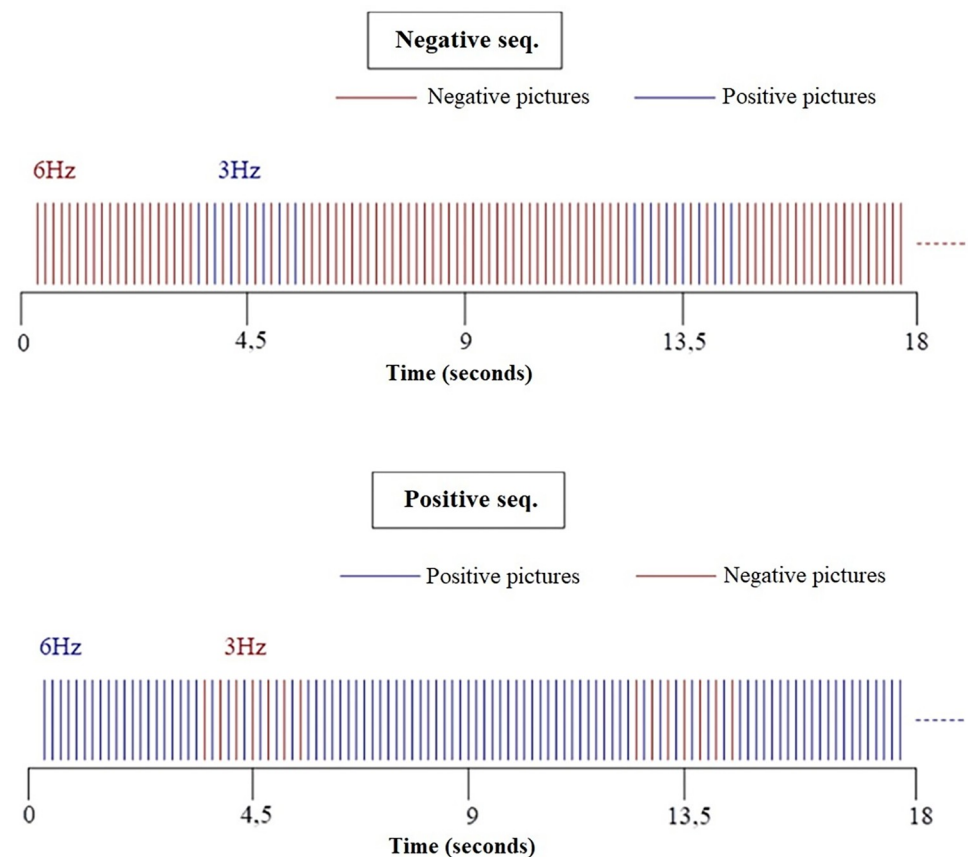 Negative seq.
Negative pictures Positive pictures
6Hz 3Hz
0 4,5 9 13,5 18
Time (seconds)
Positive seq.
Positive pictures Negative pictures
6Hz 3Hz
0 4,5 9 13,5 18
Time (seconds)